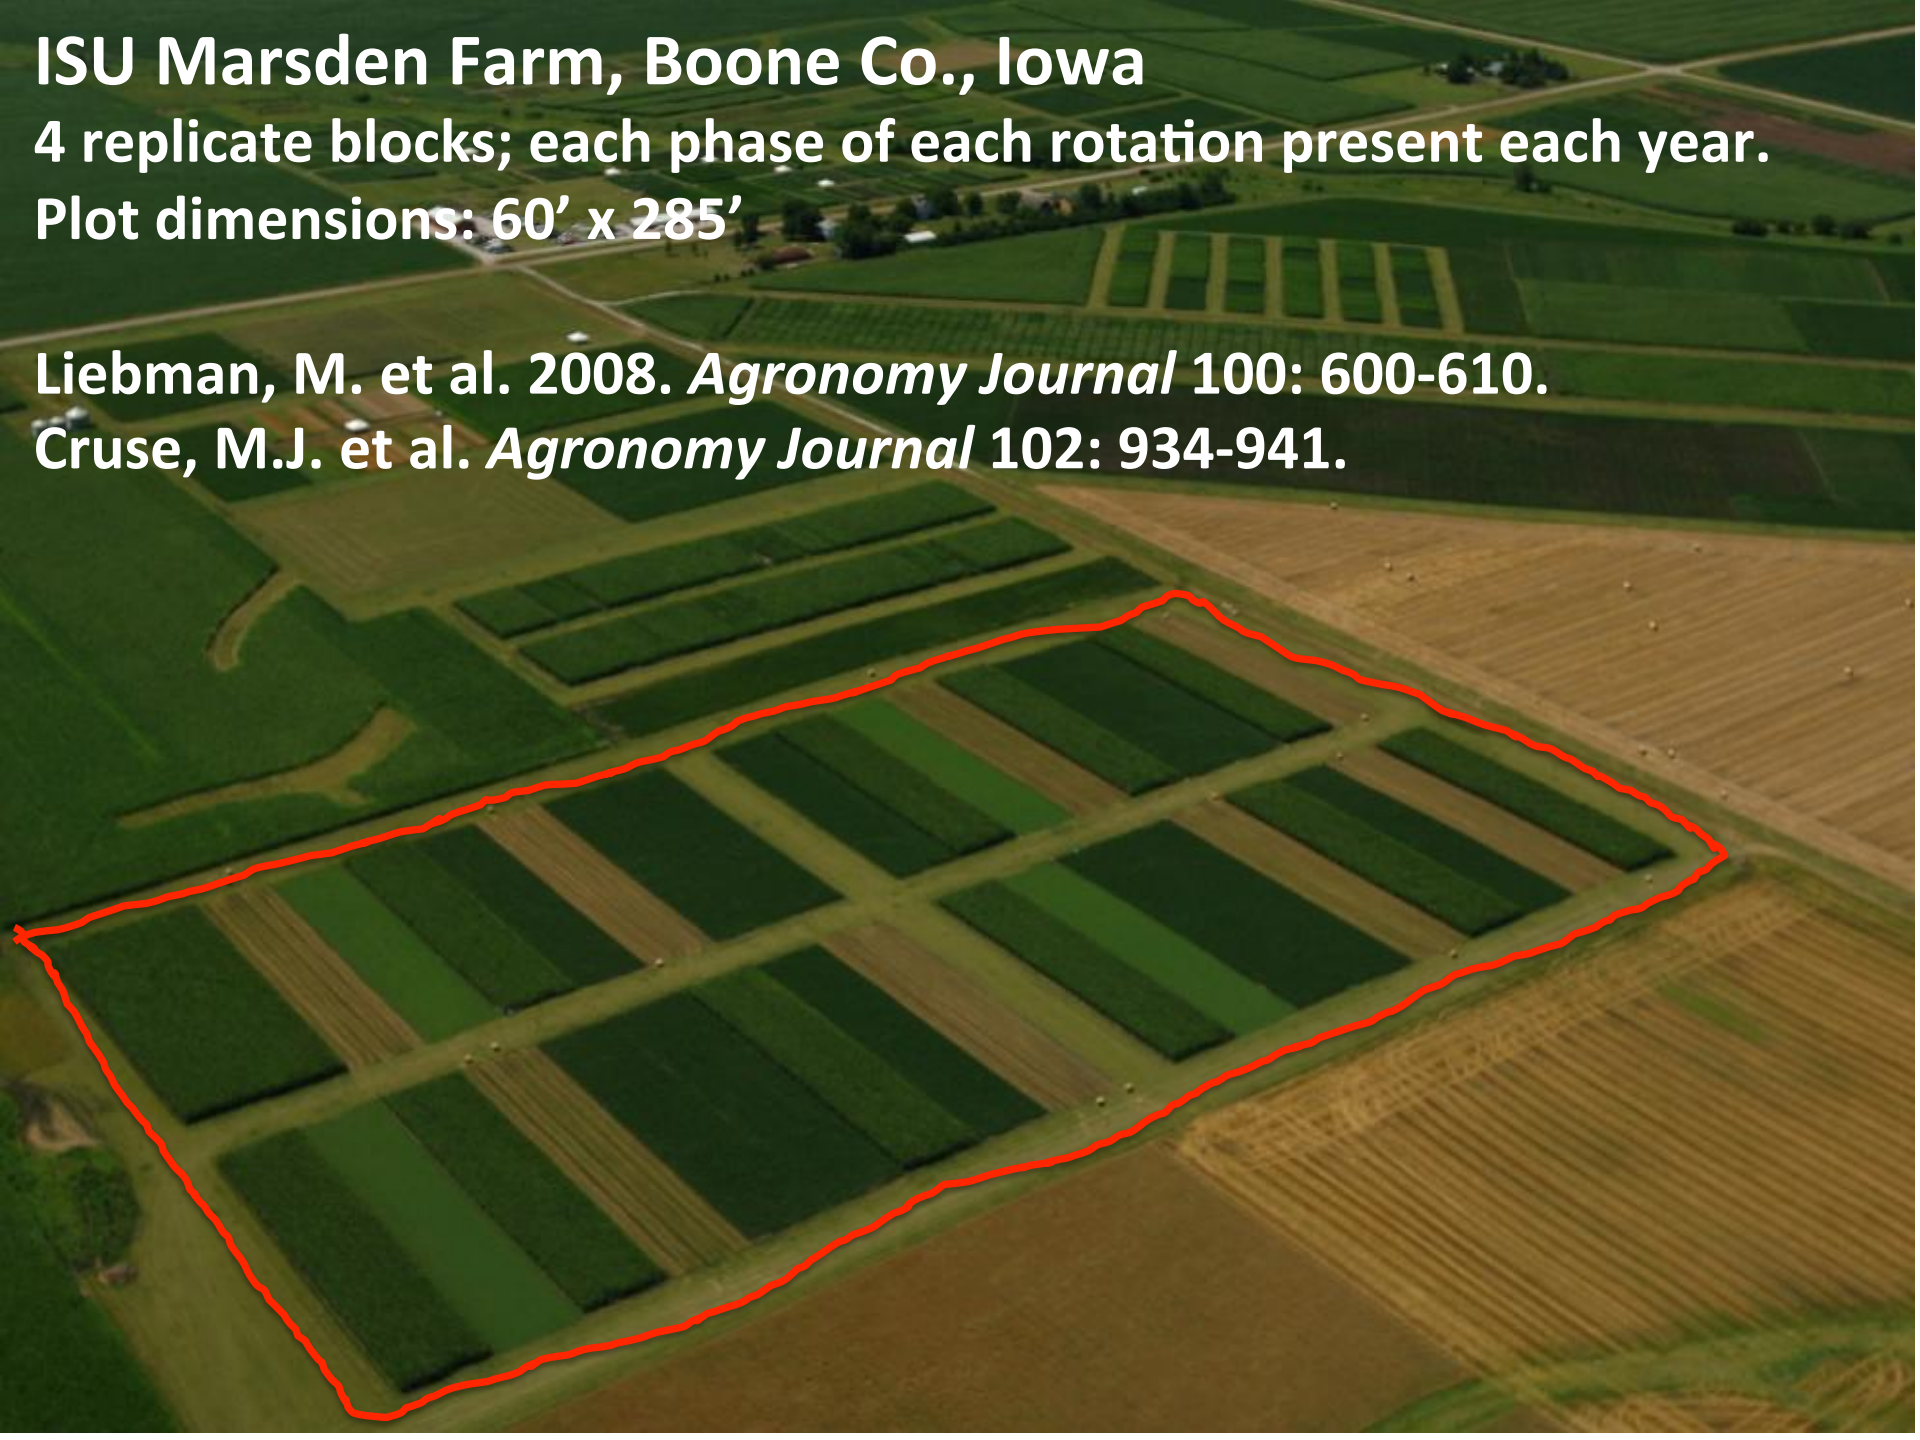 ISU Marsden Farm, Boone Co., Iowa
4 replicate blocks; each phase of each rotation present each year.
Plot dimensions: 60’ x 285’
Liebman, M. et al. 2008. Agronomy Journal 100: 600-610.
Cruse, M.J. et al. Agronomy Journal 102: 934-941.